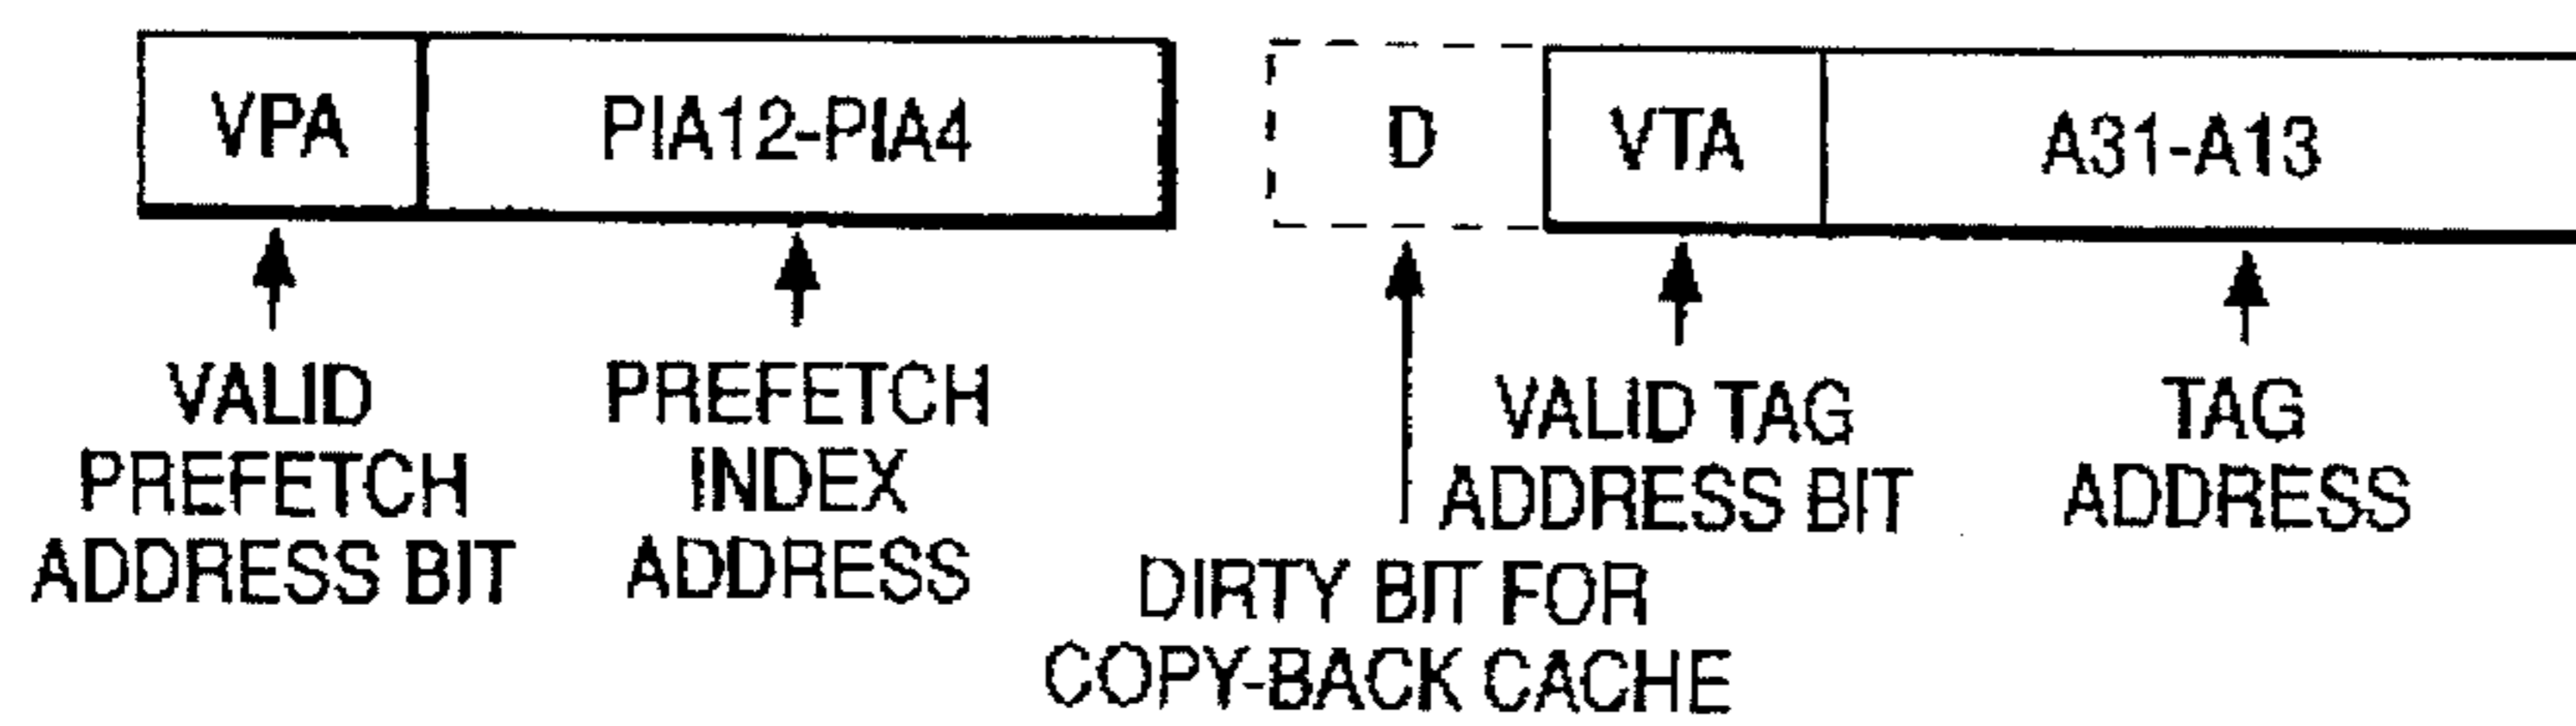 VPA PIA12-PIA4 D VTA A31-A13
VALID
PREFETCH
ADDRESS BIT
PREFETCH
INDEX
ADDRESS
DIRTY BIT FOR
COPY-BACK CACHE
VALID TAG
ADDRESS BIT
TAG
ADDRESS